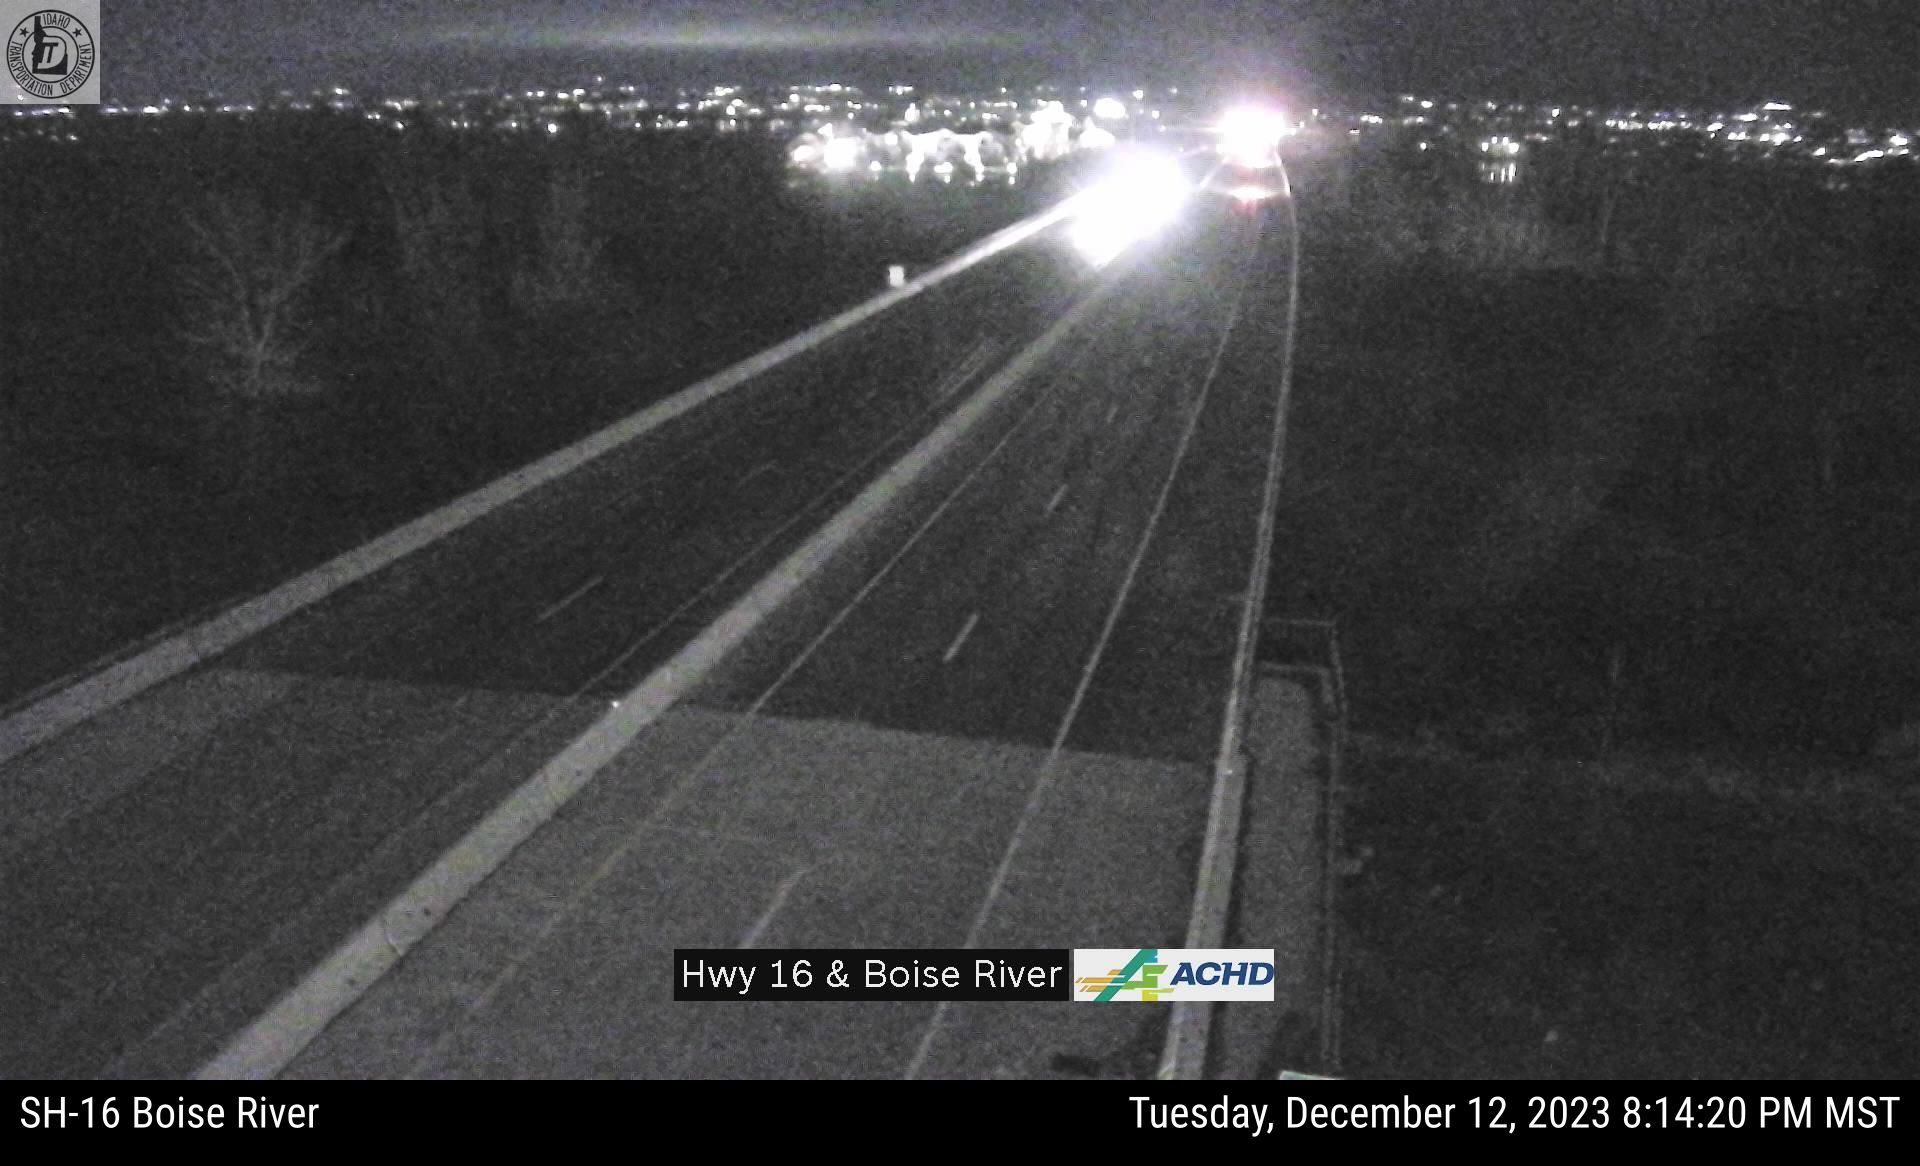 IDAHO
TRANSPORTATION DEPARTMENT
Hwy 16 & Boise River
ACHD
SH-16 Boise River
Tuesday, December 12, 2023 8:14:20 PM MST